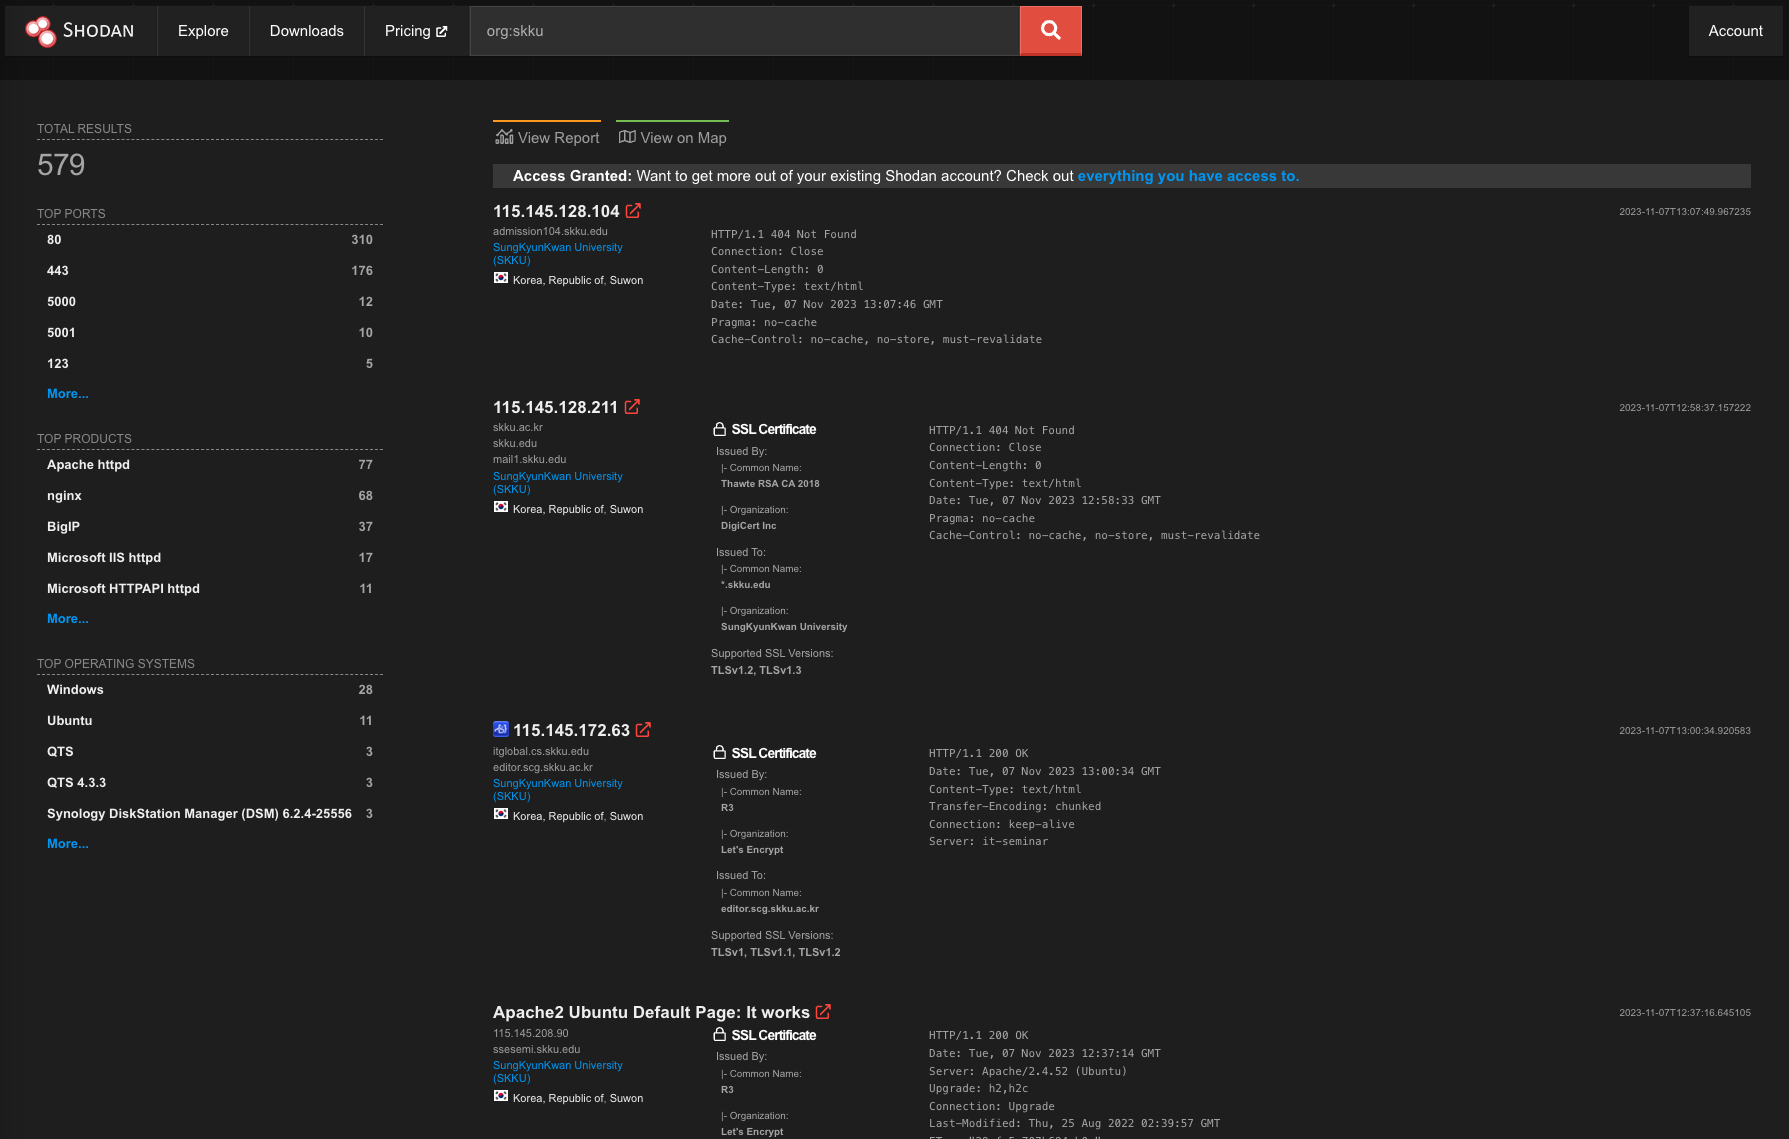 SHODAN
Explore
Downloads
Pricing
org:skku
Account
TOTAL RESULTS
579
TOP PORTS
80 310
443 176
5000 12
5001 10
123 5
More...
TOP PRODUCTS
Apache httpd 77
nginx 68
BigIP 37
Microsoft IIS httpd 17
Microsoft HTTPAPI httpd 11
More...
TOP OPERATING SYSTEMS
Windows 28
Ubuntu 11
QTS 3
QTS 4.3.3 3
Synology DiskStation Manager (DSM) 6.2.4-25556 3
More...
View Report
View on Map
Access Granted: Want to get more out of your existing Shodan account? Check out everything you have access to.
115.145.128.104
2023-11-07T13:07:49.967235
admission104.skku.edu
SungKyunKwan University
(SKKU)
Korea, Republic of, Suwon
HTTP/1.1 404 Not Found
Connection: Close
Content-Length: 0
Content-Type: text/html
Date: Tue, 07 Nov 2023 13:07:46 GMT
Pragma: no-cache
Cache-Control: no-cache, no-store, must-revalidate
115.145.128.211
2023-11-07T12:58:37.157222
skku.ac.kr
skku.edu
mail1.skku.edu
SungKyunKwan University
(SKKU)
Korea, Republic of, Suwon
SSL Certificate
Issued By:
|- Common Name:
Thawte RSA CA 2018
|- Organization:
DigiCert Inc
Issued To:
|- Common Name:
*.skku.edu
|- Organization:
SungKyunKwan University
Supported SSL Versions:
TLSv1.2, TLSv1.3
HTTP/1.1 404 Not Found
Connection: Close
Content-Length: 0
Content-Type: text/html
Date: Tue, 07 Nov 2023 12:58:33 GMT
Pragma: no-cache
Cache-Control: no-cache, no-store, must-revalidate
115.145.172.63
2023-11-07T13:00:34.920583
itglobal.cs.skku.edu
editor.scg.skku.ac.kr
SungKyunKwan University
(SKKU)
Korea, Republic of, Suwon
SSL Certificate
Issued By:
|- Common Name:
R3
|- Organization:
Let's Encrypt
Issued To:
|- Common Name:
editor.scg.skku.ac.kr
Supported SSL Versions:
TLSv1, TLSv1.1, TLSv1.2
HTTP/1.1 200 OK
Date: Tue, 07 Nov 2023 13:00:34 GMT
Content-Type: text/html
Transfer-Encoding: chunked
Connection: keep-alive
Server: it-seminar
Apache2 Ubuntu Default Page: It works
2023-11-07T12:37:16.645105
115.145.208.90
ssesemi.skku.edu
SungKyunKwan University
(SKKU)
Korea, Republic of, Suwon
SSL Certificate
Issued By:
|- Common Name:
R3
|- Organization:
Let's Encrypt
HTTP/1.1 200 OK
Date: Tue, 07 Nov 2023 12:37:14 GMT
Server: Apache/2.4.52 (Ubuntu)
Upgrade: h2,h2c
Connection: Upgrade
Last-Modified: Thu, 25 Aug 2022 02:39:57 GMT